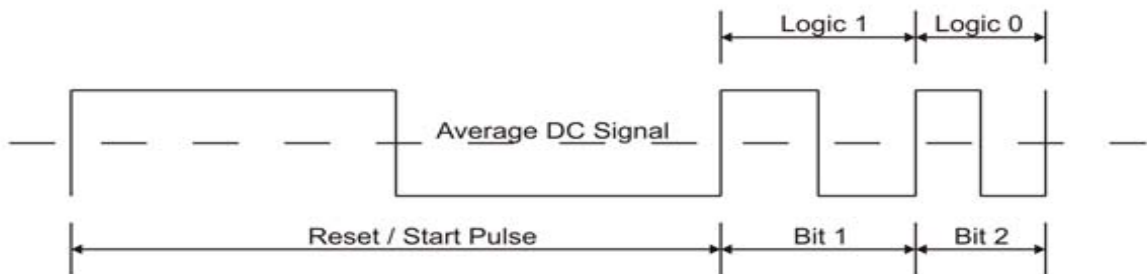 Logic 1
Logic 0
Average DC Signal
Reset / Start Pulse
Bit 1
Bit 2